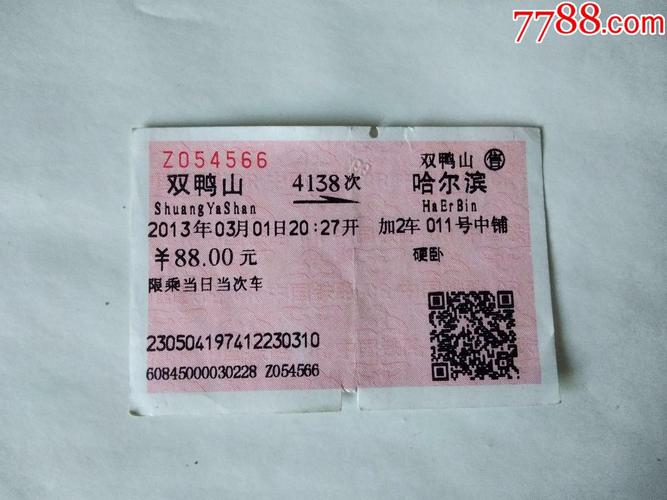 7788.com
Z054566
双鸭山 售
双鸭山 4138次 哈尔滨
ShuangYaShan HaErBin
2013年03月01日20:27开 加2车 011号中铺
￥88.00元 硬卧
限乘当日当次车
230504197412230310
60845000030228 Z054566